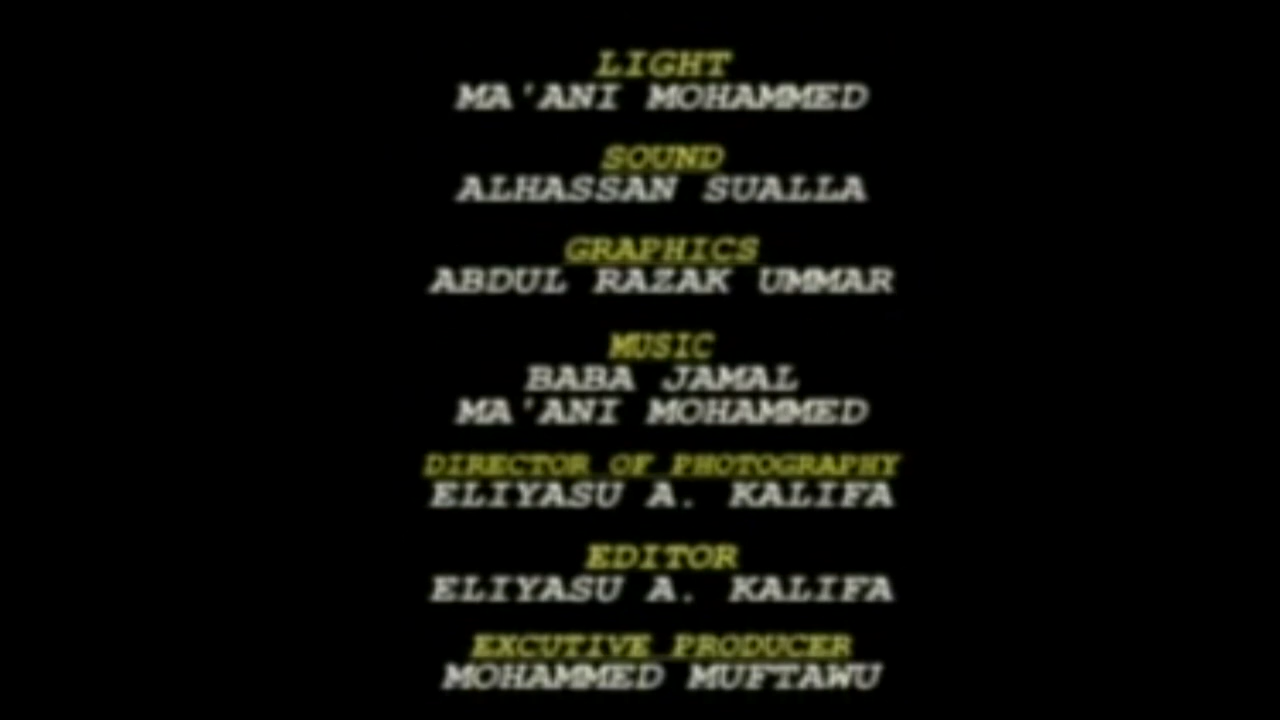 LIGHT
MA'ANI MOHAMMED
SOUND
ALHASSAN SUALLA
GRAPHICS
ABDUL RAZAK UMMAR
MUSIC
BABA JAMAL
MA'ANI MOHAMMED
DIRECTOR OF PHOTOGRAPHY
ELIYASU A. KALIFA
EDITOR
ELIYASU A. KALIFA
EXCUTIVE PRODUCER
MOHAMMED MUFTAWU